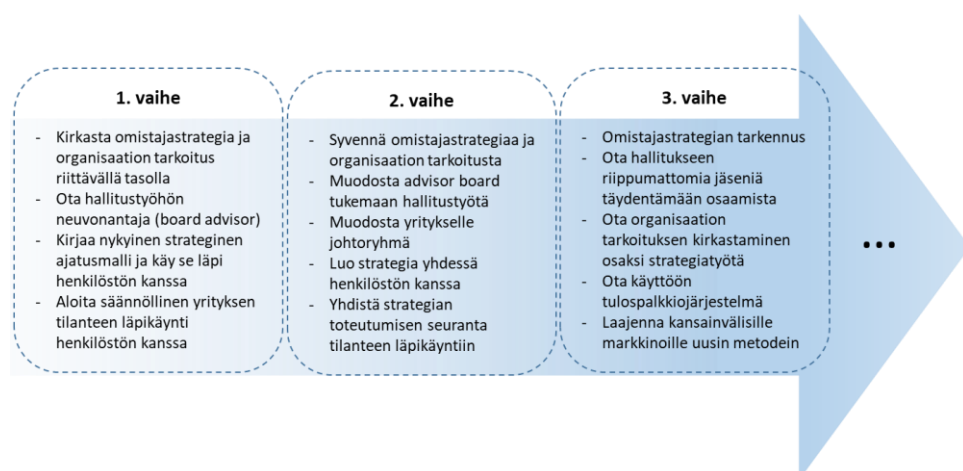 1. vaihe
- Kirkasta omistajastrategia ja
organisaation tarkoitus
riittävällä tasolla
- Ota hallitustyöhön
neuvonantaja (board advisor)
- Kirjaa nykyinen strateginen
ajatusmalli ja käy se läpi
henkilöstön kanssa
- Aloita säännöllinen yrityksen
tilanteen läpikäynti
henkilöstön kanssa
2. vaihe
- Syvennä omistajastrategiaa ja
organisaation tarkoitusta
- Muodosta advisor board
tukemaan hallitustyötä
- Muodosta yritykselle
johtoryhmä
- Luo strategia yhdessä
henkilöstön kanssa
- Yhdistä strategian
toteutumisen seuranta
tilanteen läpikäyntiin
3. vaihe
- Omistajastrategian tarkennus
- Ota hallitukseen
riippumattomia jäseniä
täydentämään osaamista
- Ota organisaation
tarkoituksen kirkastaminen
osaksi strategiatyötä
- Ota käyttöön
tulospalkkiojärjestelmä
- Laajenna kansainvälisille
markkinoille uusin metodein
...